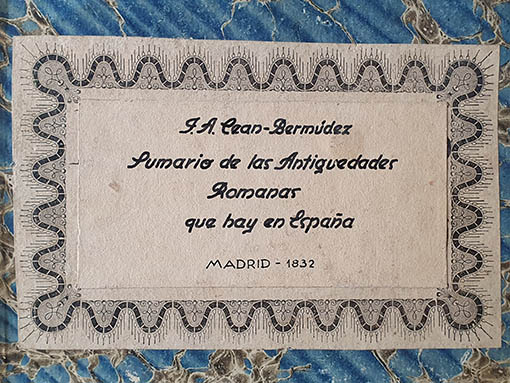 J.A. Cean-Bermúdez
Sumario de las Antiguedades
Romanas
que hay en España
MADRID - 1832